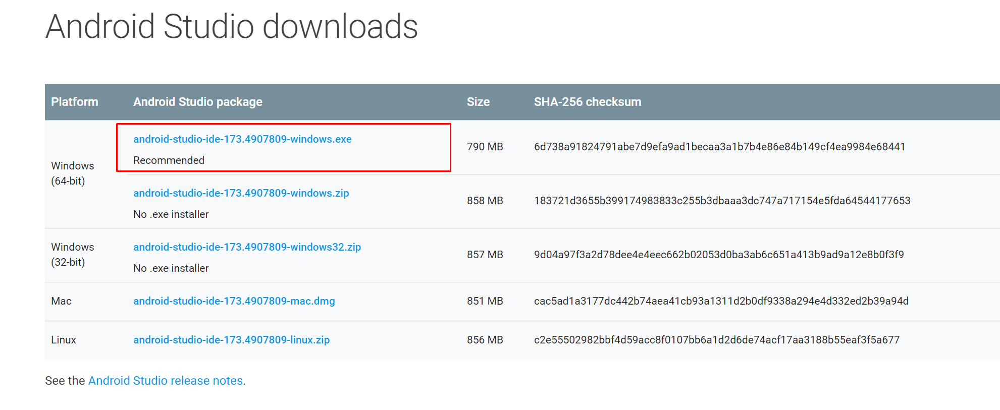 Android Studio downloads
Platform Android Studio package Size SHA-256 checksum
Windows (64-bit)
android-studio-ide-173.4907809-windows.exe
Recommended
790 MB 6d738a91824791abe7d9efa9ad1becaa3a1b7b4e86e84b149cf4ea9984e68441
android-studio-ide-173.4907809-windows.zip
No .exe installer
858 MB 183721d3655b399174983833c255b3dbaaa3dc747a717154e5fda64544177653
Windows (32-bit)
android-studio-ide-173.4907809-windows32.zip
No .exe installer
857 MB 9d04a97f3a2d78dee4e4eec662b02053d0ba3ab6c651a413b9ad9a12e8b0f3f9
Mac android-studio-ide-173.4907809-mac.dmg 851 MB cac5ad1a3177dc442b74aea41cb93a1311d2b0df9338a294e4d332ed2b39a94d
Linux android-studio-ide-173.4907809-linux.zip 856 MB c2e55502982bbf4d59acc8f0107bb6a1d2d6de74acf17aa3188b55eaf3f5a677
See the Android Studio release notes.